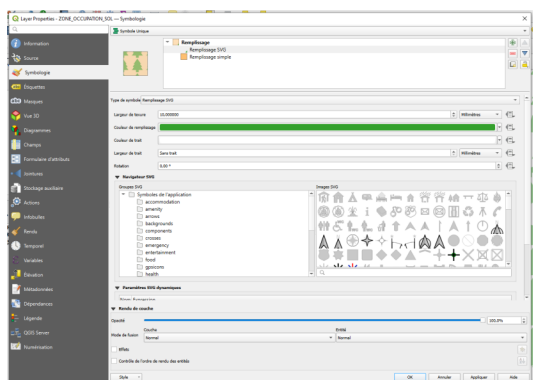 Layer Properties - ZONE_OCCUPATION_SOL — Symbologie
Information
Source
Symbologie
Étiquettes
Masques
Vue 3D
Diagrammes
Champs
Formulaire d'attributs
Jointures
Stockage auxiliaire
Actions
Infobulles
Rendu
Temporel
Variables
Élévation
Métadonnées
Dépendances
Légende
QGIS Server
Numérisation
Symbole Unique
Remplissage
Remplissage SVG
Remplissage simple
Type de symbole Remplissage SVG
Largeur de texture 10,000000 Millimètres
Couleur de remplissage
Couleur de trait
Largeur de trait Sans trait Millimètres
Rotation 0,00 °
Navigateur SVG
Groupes SVG Images SVG
Symboles de l'application
accommodation
amenity
arrows
backgrounds
components
crosses
emergency
entertainment
food
gpsicons
health
Paramètres SVG dynamiques
Rendu de couche
Opacité 100,0%
Couche Entité
Mode de fusion Normal Normal
Effets
Contrôle de l'ordre de rendu des entités
Style OK Annuler Appliquer Aide